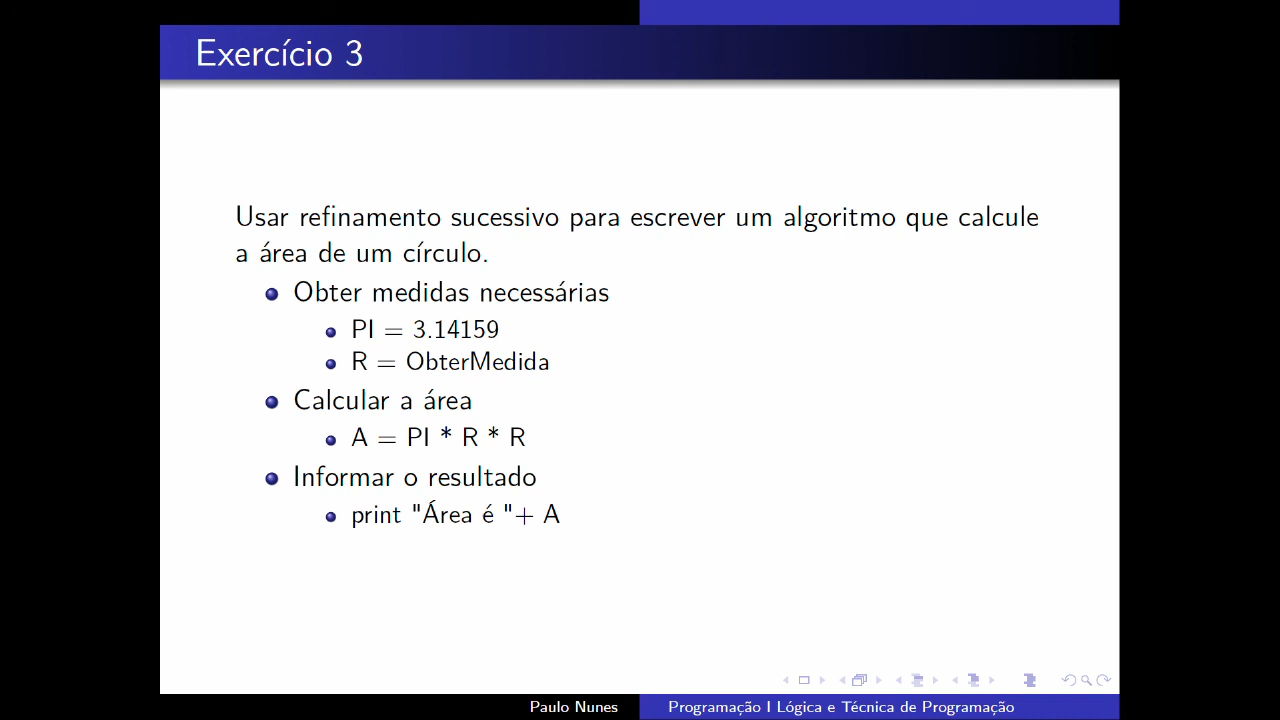 Exercício 3
Usar refinamento sucessivo para escrever um algoritmo que calcule
a área de um círculo.
Obter medidas necessárias
PI = 3.14159
R = ObterMedida
Calcular a área
A = PI * R * R
Informar o resultado
print "Área é "+ A
Paulo Nunes
Programação I Lógica e Técnica de Programação